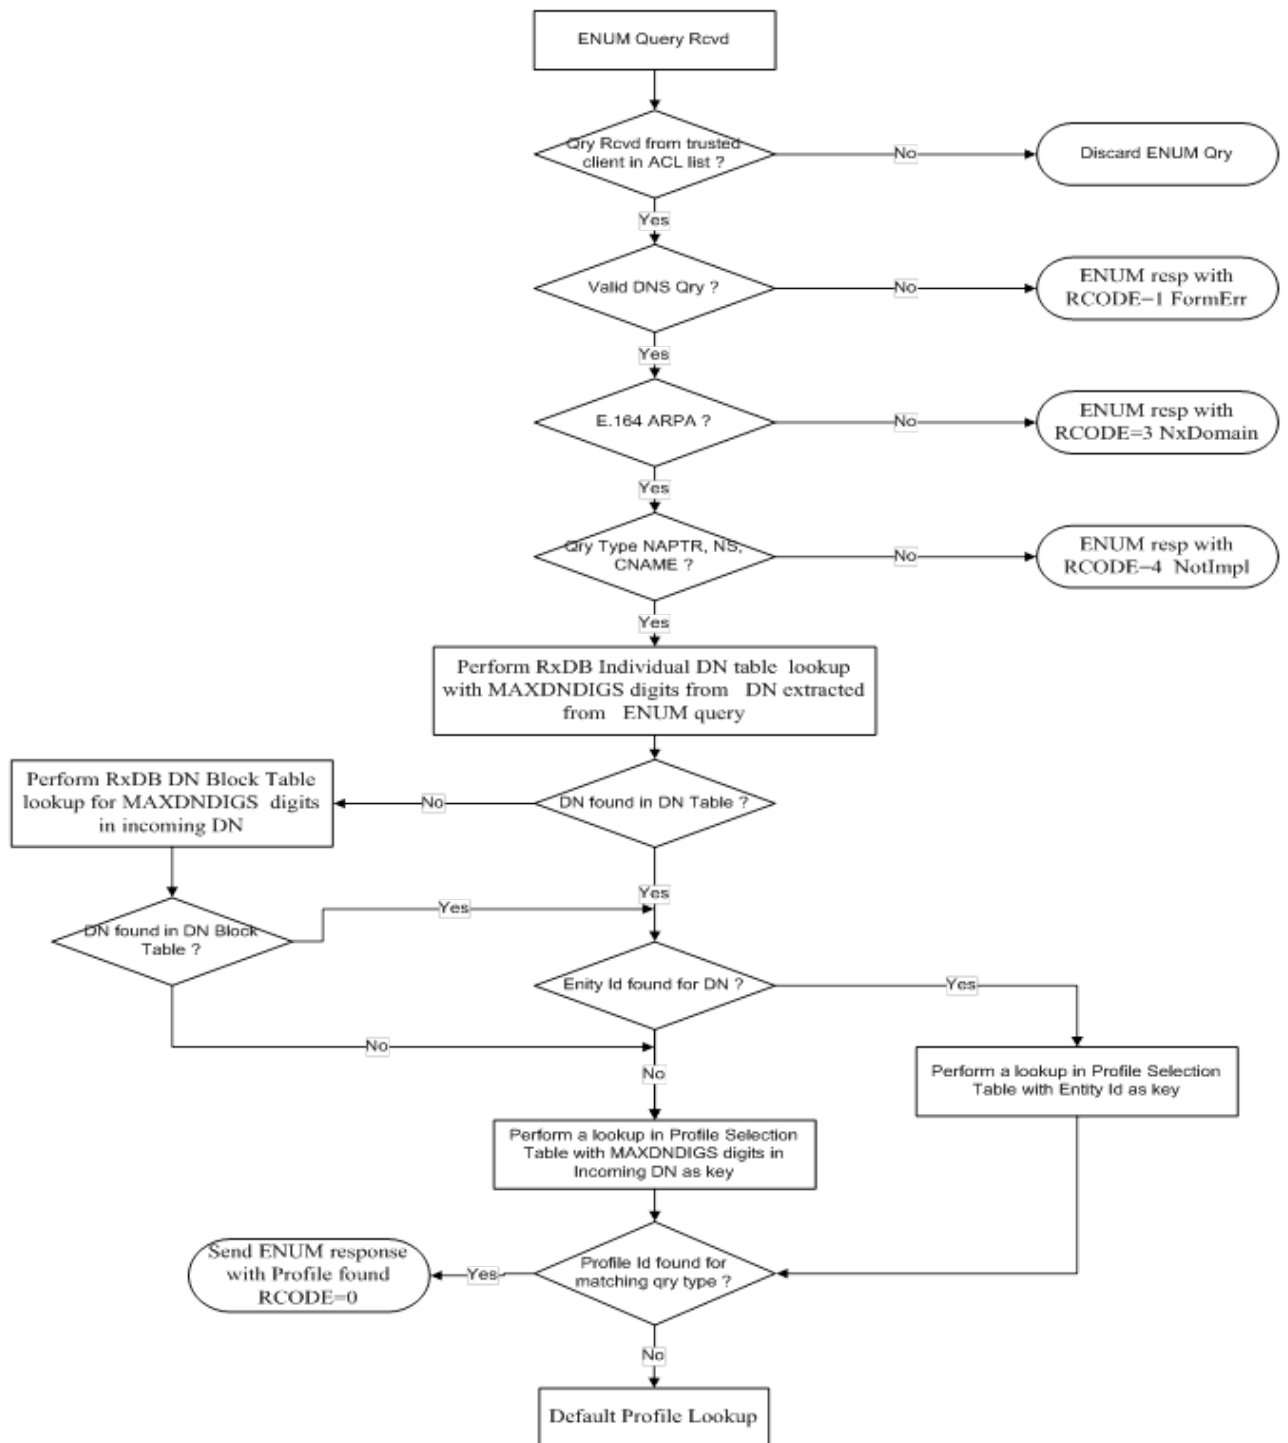 ENUM Query Rcvd
Qry Rcvd from trusted
client in ACL list ?
No
Discard ENUM Qry
Yes
Valid DNS Qry ?
No
ENUM resp with
RCODE=1 FormErr
Yes
E.164 ARPA ?
No
ENUM resp with
RCODE=3 NxDomain
Yes
Qry Type NAPTR, NS,
CNAME ?
No
ENUM resp with
RCODE=4 NotImpl
Yes
Perform RxDB Individual DN table lookup
with MAXDNDIGS digits from DN extracted
from ENUM query
Perform RxDB DN Block Table
lookup for MAXDNDIGS digits
in incoming DN
No
DN found in DN Table ?
Yes
DN found in DN Block
Table ?
Yes
Enity Id found for DN ?
Yes
No
No
Perform a lookup in Profile Selection
Table with Entity Id as key
Perform a lookup in Profile Selection
Table with MAXDNDIGS digits in
Incoming DN as key
Send ENUM response
with Profile found
RCODE=0
Yes
Profile Id found for
matching qry type ?
No
Default Profile Lookup